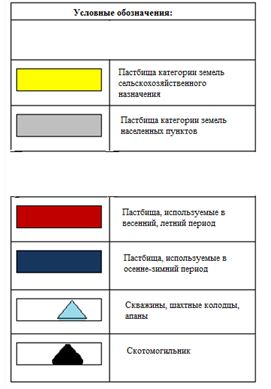 Условные обозначения:
Пастбища категории земель
сельскохозяйственного
назначения
Пастбища категории земель
населенных пунктов
Пастбища, используемые в
весенний, летний период
Пастбища, используемые в
осенне-зимний период
Скважины, шахтные колодцы,
апаны
Скотомогильник